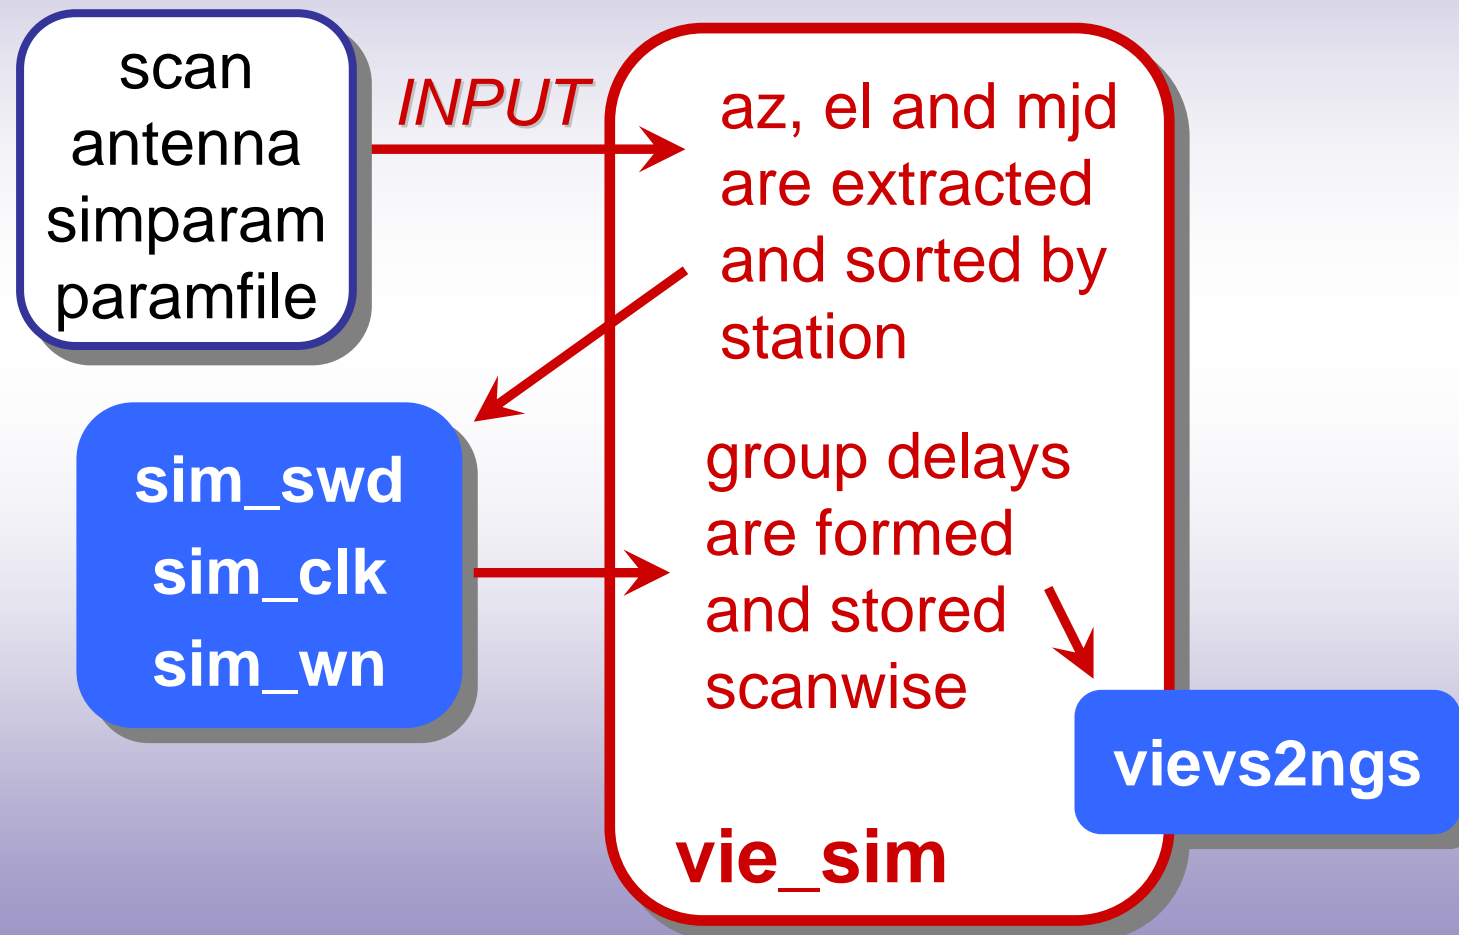 scan
antenna
simparam
paramfile
INPUT
az, el and mjd
are extracted
and sorted by
station
sim_swd
sim_clk
sim_wn
group delays
are formed
and stored
scanwise
vievs2ngs
vie_sim